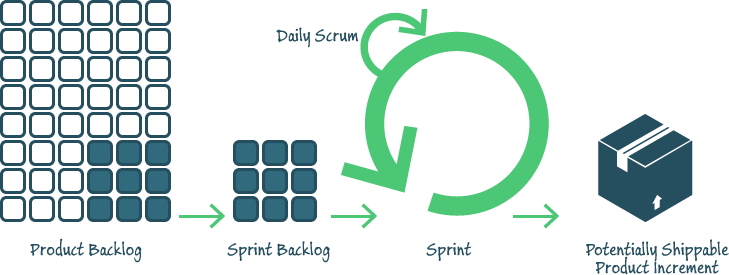 Daily Scrum
Product Backlog
Sprint Backlog
Sprint
Potentially Shippable
Product Increment